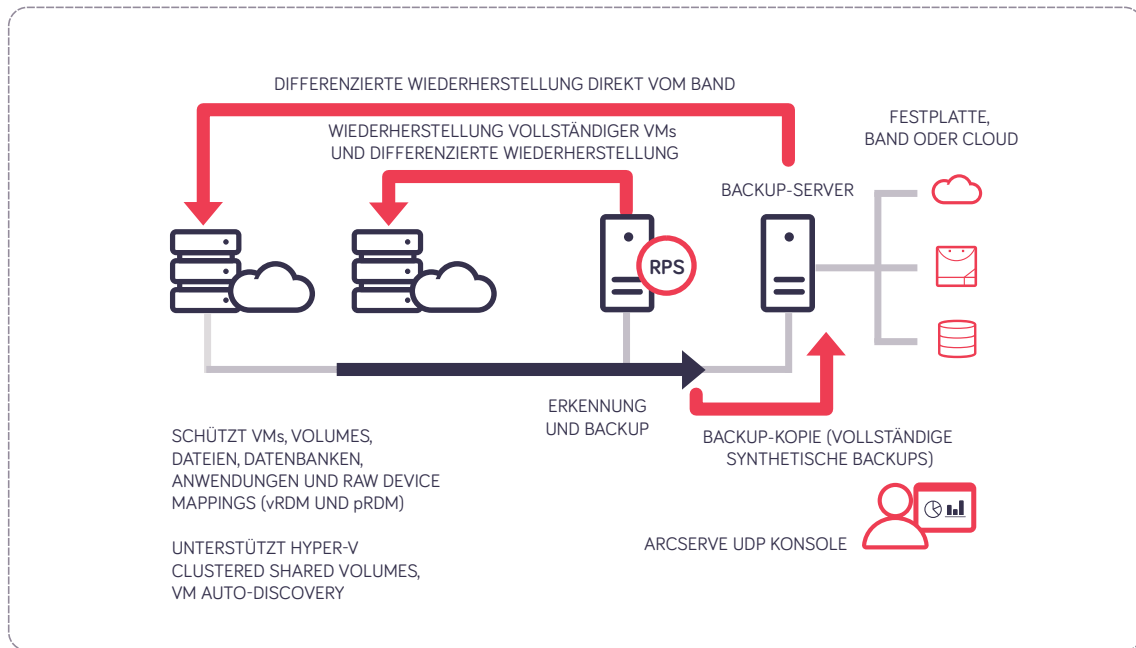 DIFFERENZIERTE WIEDERHERSTELLUNG DIREKT VOM BAND
WIEDERHERSTELLUNG VOLLSTÄNDIGER VMs
UND DIFFERENZIERTE WIEDERHERSTELLUNG
FESTPLATTE,
BAND ODER CLOUD
BACKUP-SERVER
RPS
ERKENNUNG
UND BACKUP
BACKUP-KOPIE (VOLLSTÄNDIGE
SYNTHETISCHE BACKUPS)
SCHÜTZT VMs, VOLUMES,
DATEIEN, DATENBANKEN,
ANWENDUNGEN UND RAW DEVICE
MAPPINGS (vRDM UND pRDM)
UNTERSTÜTZT HYPER-V
CLUSTERED SHARED VOLUMES,
VM AUTO-DISCOVERY
ARCSERVE UDP KONSOLE